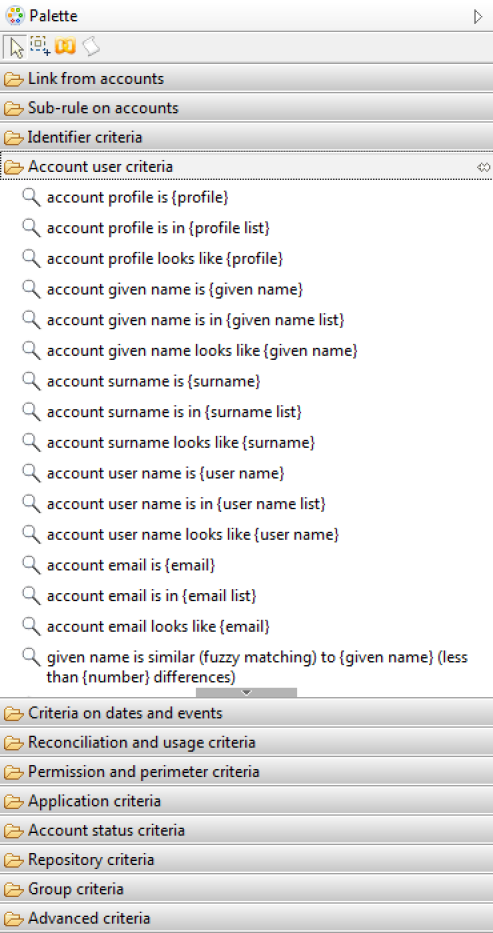 Palette
Link from accounts
Sub-rule on accounts
Identifier criteria
Account user criteria
account profile is {profile}
account profile is in {profile list}
account profile looks like {profile}
account given name is {given name}
account given name is in {given name list}
account given name looks like {given name}
account surname is {surname}
account surname is in {surname list}
account surname looks like {surname}
account user name is {user name}
account user name is in {user name list}
account user name looks like {user name}
account email is {email}
account email is in {email list}
account email looks like {email}
given name is similar (fuzzy matching) to {given name} (less
than {number} differences)
Criteria on dates and events
Reconciliation and usage criteria
Permission and perimeter criteria
Application criteria
Account status criteria
Repository criteria
Group criteria
Advanced criteria